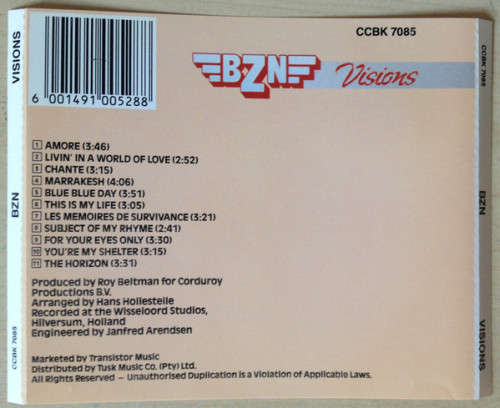 CCBK 7085
BZN
Visions
6 001491 005288
1 AMORE (3:46)
2 LIVIN' IN A WORLD OF LOVE (2:52)
3 CHANTE (3:15)
4 MARRAKESH (4:06)
5 BLUE BLUE DAY (3:51)
6 THIS IS MY LIFE (3:05)
7 LES MEMOIRES DE SURVIVANCE (3:21)
8 SUBJECT OF MY RHYME (2:41)
9 FOR YOUR EYES ONLY (3:30)
10 YOU'RE MY SHELTER (3:15)
11 THE HORIZON (3:31)
Produced by Roy Beltman for Corduroy
Productions B.V.
Arranged by Hans Hollestelle
Recorded at the Wisseloord Studios,
Hilversum, Holland
Engineered by Janfred Arendsen
Marketed by Transistor Music
Distributed by Tusk Music Co. (Pty) Ltd.
All Rights Reserved – Unauthorised Duplication is a Violation of Applicable Laws.
VISIONS
BZN
CCBK 7085
CCBK 7085
BZN
VISIONS